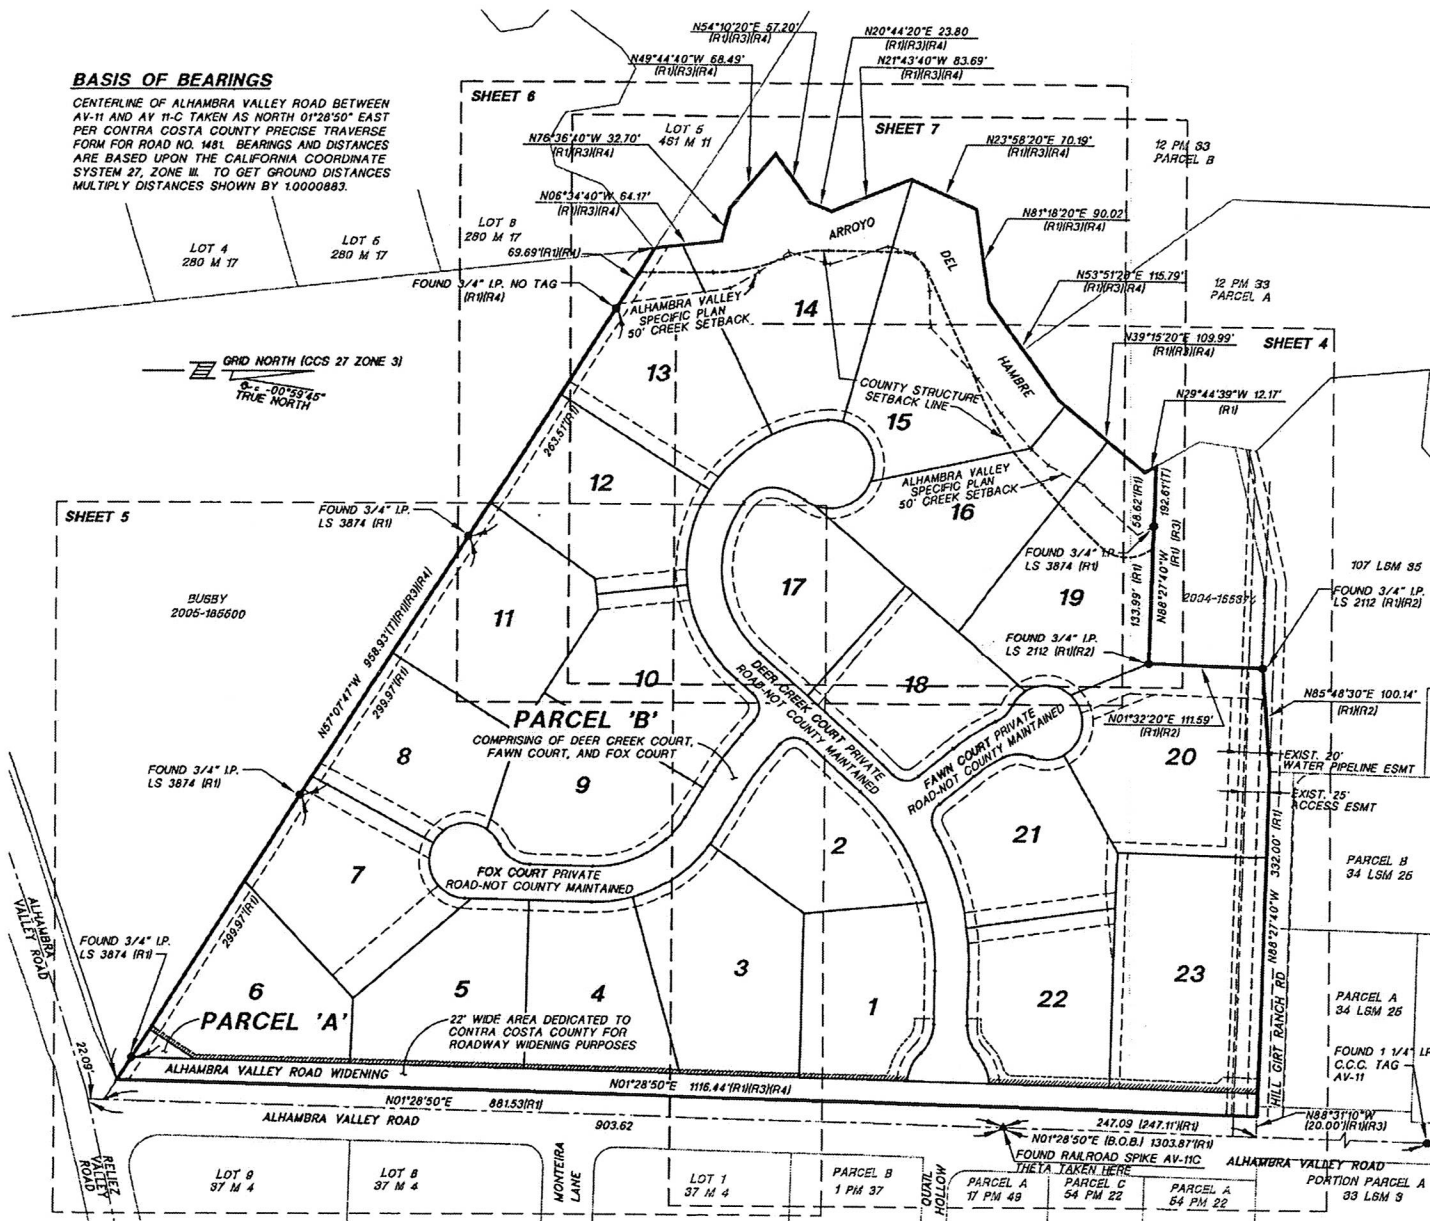 BASIS OF BEARINGS
CENTERLINE OF ALHAMBRA VALLEY ROAD BETWEEN
AV-11 AND AV 11-C TAKEN AS NORTH 01°28'50" EAST
PER CONTRA COSTA COUNTY PRECISE TRAVERSE
FORM FOR ROAD NO. 1481. BEARINGS AND DISTANCES
ARE BASED UPON THE CALIFORNIA COORDINATE
SYSTEM 27, ZONE III. TO GET GROUND DISTANCES
MULTIPLY DISTANCES SHOWN BY 1.0000883.
N54°10'20"E 57.20'
(R1)(R3)(R4)
N20°44'20"E 23.80
(R1)(R3)(R4)
N49°44'40"W 68.49'
(R1)(R3)(R4)
N21°43'40"W 83.69'
(R1)(R3)(R4)
SHEET 6
SHEET 7
LOT 5
461 M 11
N76°36'40"W 32.70'
(R1)(R3)(R4)
N23°58'20"E 70.19'
(R1)(R3)(R4)
12 PM 33
PARCEL B
N06°34'40"W 64.17'
(R1)(R3)(R4)
N81°18'20"E 90.02'
(R1)(R3)(R4)
LOT 4
280 M 17
LOT 5
280 M 17
LOT 8
280 M 17
69.69'(R1)(R4)
ARROYO
DEL
HAMBRE
FOUND 3/4" I.P. NO TAG
(R1)(R4)
N53°51'20"E 115.79'
(R1)(R3)(R4)
12 PM 33
PARCEL A
ALHAMBRA VALLEY
SPECIFIC PLAN
50' CREEK SETBACK
14
N39°15'20"E 109.99'
(R1)(R3)(R4)
SHEET 4
GRID NORTH (CCS 27 ZONE 3)
θ = -00°59'45"
TRUE NORTH
13
COUNTY STRUCTURE
SETBACK LINE
N29°44'39"W 12.17'
(R1)
263.51'(R1)
15
12
ALHAMBRA VALLEY
SPECIFIC PLAN
50' CREEK SETBACK
16
58.62'(R1)
192.61'(T)
SHEET 5
FOUND 3/4" I.P.
LS 3874 (R1)
FOUND 3/4" I.P.
LS 3874 (R1)
133.99' (R1)
N88°27'40"W (R1) (R3)
107 LSM 35
FOUND 3/4" I.P.
LS 2112 (R1)(R2)
BUSBY
2005-185500
17
19
11
FOUND 3/4" I.P.
LS 2112 (R1)(R2)
10
18
N57°07'47"W 958.93'(T)(R1)(R3)(R4)
299.97'(R1)
DEER CREEK COURT PRIVATE
ROAD-NOT COUNTY MAINTAINED
N85°48'30"E 100.14'
(R1)(R2)
N01°32'20"E 111.59'
(R1)(R2)
PARCEL 'B'
COMPRISING OF DEER CREEK COURT,
FAWN COURT, AND FOX COURT
8
9
FAWN COURT PRIVATE
ROAD-NOT COUNTY MAINTAINED
20
EXIST. 20'
WATER PIPELINE ESMT
EXIST. 25'
ACCESS ESMT
FOUND 3/4" I.P.
LS 3874 (R1)
2
21
7
FOX COURT PRIVATE
ROAD-NOT COUNTY MAINTAINED
PARCEL B
34 LSM 25
N88°27'40"W 332.00' (R1)
ALHAMBRA
VALLEY ROAD
299.97'(R1)
FOUND 3/4" I.P.
LS 3874 (R1)
6
5
4
3
1
22
23
PARCEL 'A'
22' WIDE AREA DEDICATED TO
CONTRA COSTA COUNTY FOR
ROADWAY WIDENING PURPOSES
HILL GIRT RANCH RD
PARCEL A
34 LSM 25
22.09'
ALHAMBRA VALLEY ROAD WIDENING
N01°28'50"E 1116.44'(R1)(R3)(R4)
FOUND 1 1/4" I.P.
C.C.C. TAG
AV-11
N01°28'50"E 881.53(R1)
ALHAMBRA VALLEY ROAD
903.62
247.09 (247.11')(R1)
N01°28'50"E (B.O.B.) 1303.87'(R1)
N88°31'10"W
(20.00')(R1)(R3)
FOUND RAILROAD SPIKE AV-11C
THETA TAKEN HERE
ALHAMBRA VALLEY ROAD
RELIEZ
VALLEY
ROAD
LOT 9
37 M 4
LOT 8
37 M 4
MONTEIRA
LANE
LOT 1
37 M 4
PARCEL B
1 PM 37
QUAIL
HOLLOW
PARCEL A
17 PM 49
PARCEL C
54 PM 22
PARCEL A
54 PM 22
PORTION PARCEL A
33 LSM 3